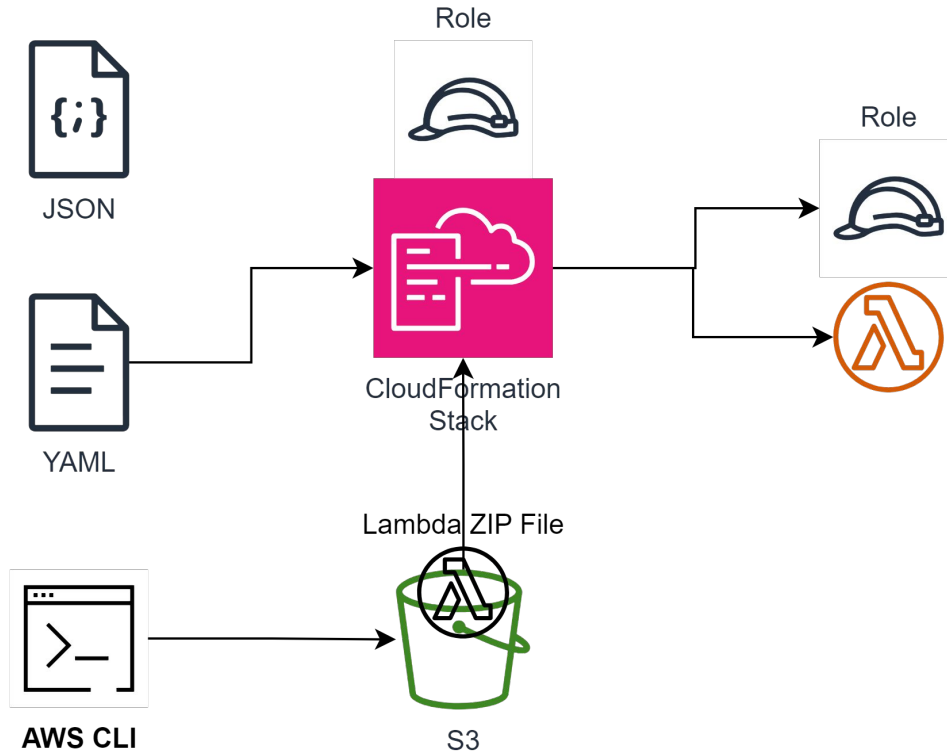 Role
{;}
JSON
Role
CloudFormation
Stack
YAML
Lambda ZIP File
AWS CLI
S3